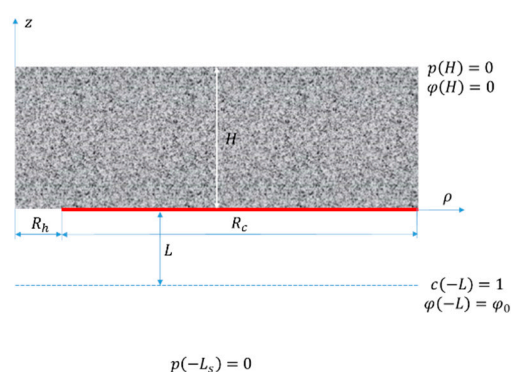 z
p(H) = 0
φ(H) = 0
H
ρ
R_h
R_c
L
c(−L) = 1
φ(−L) = φ_0
p(−L_s) = 0